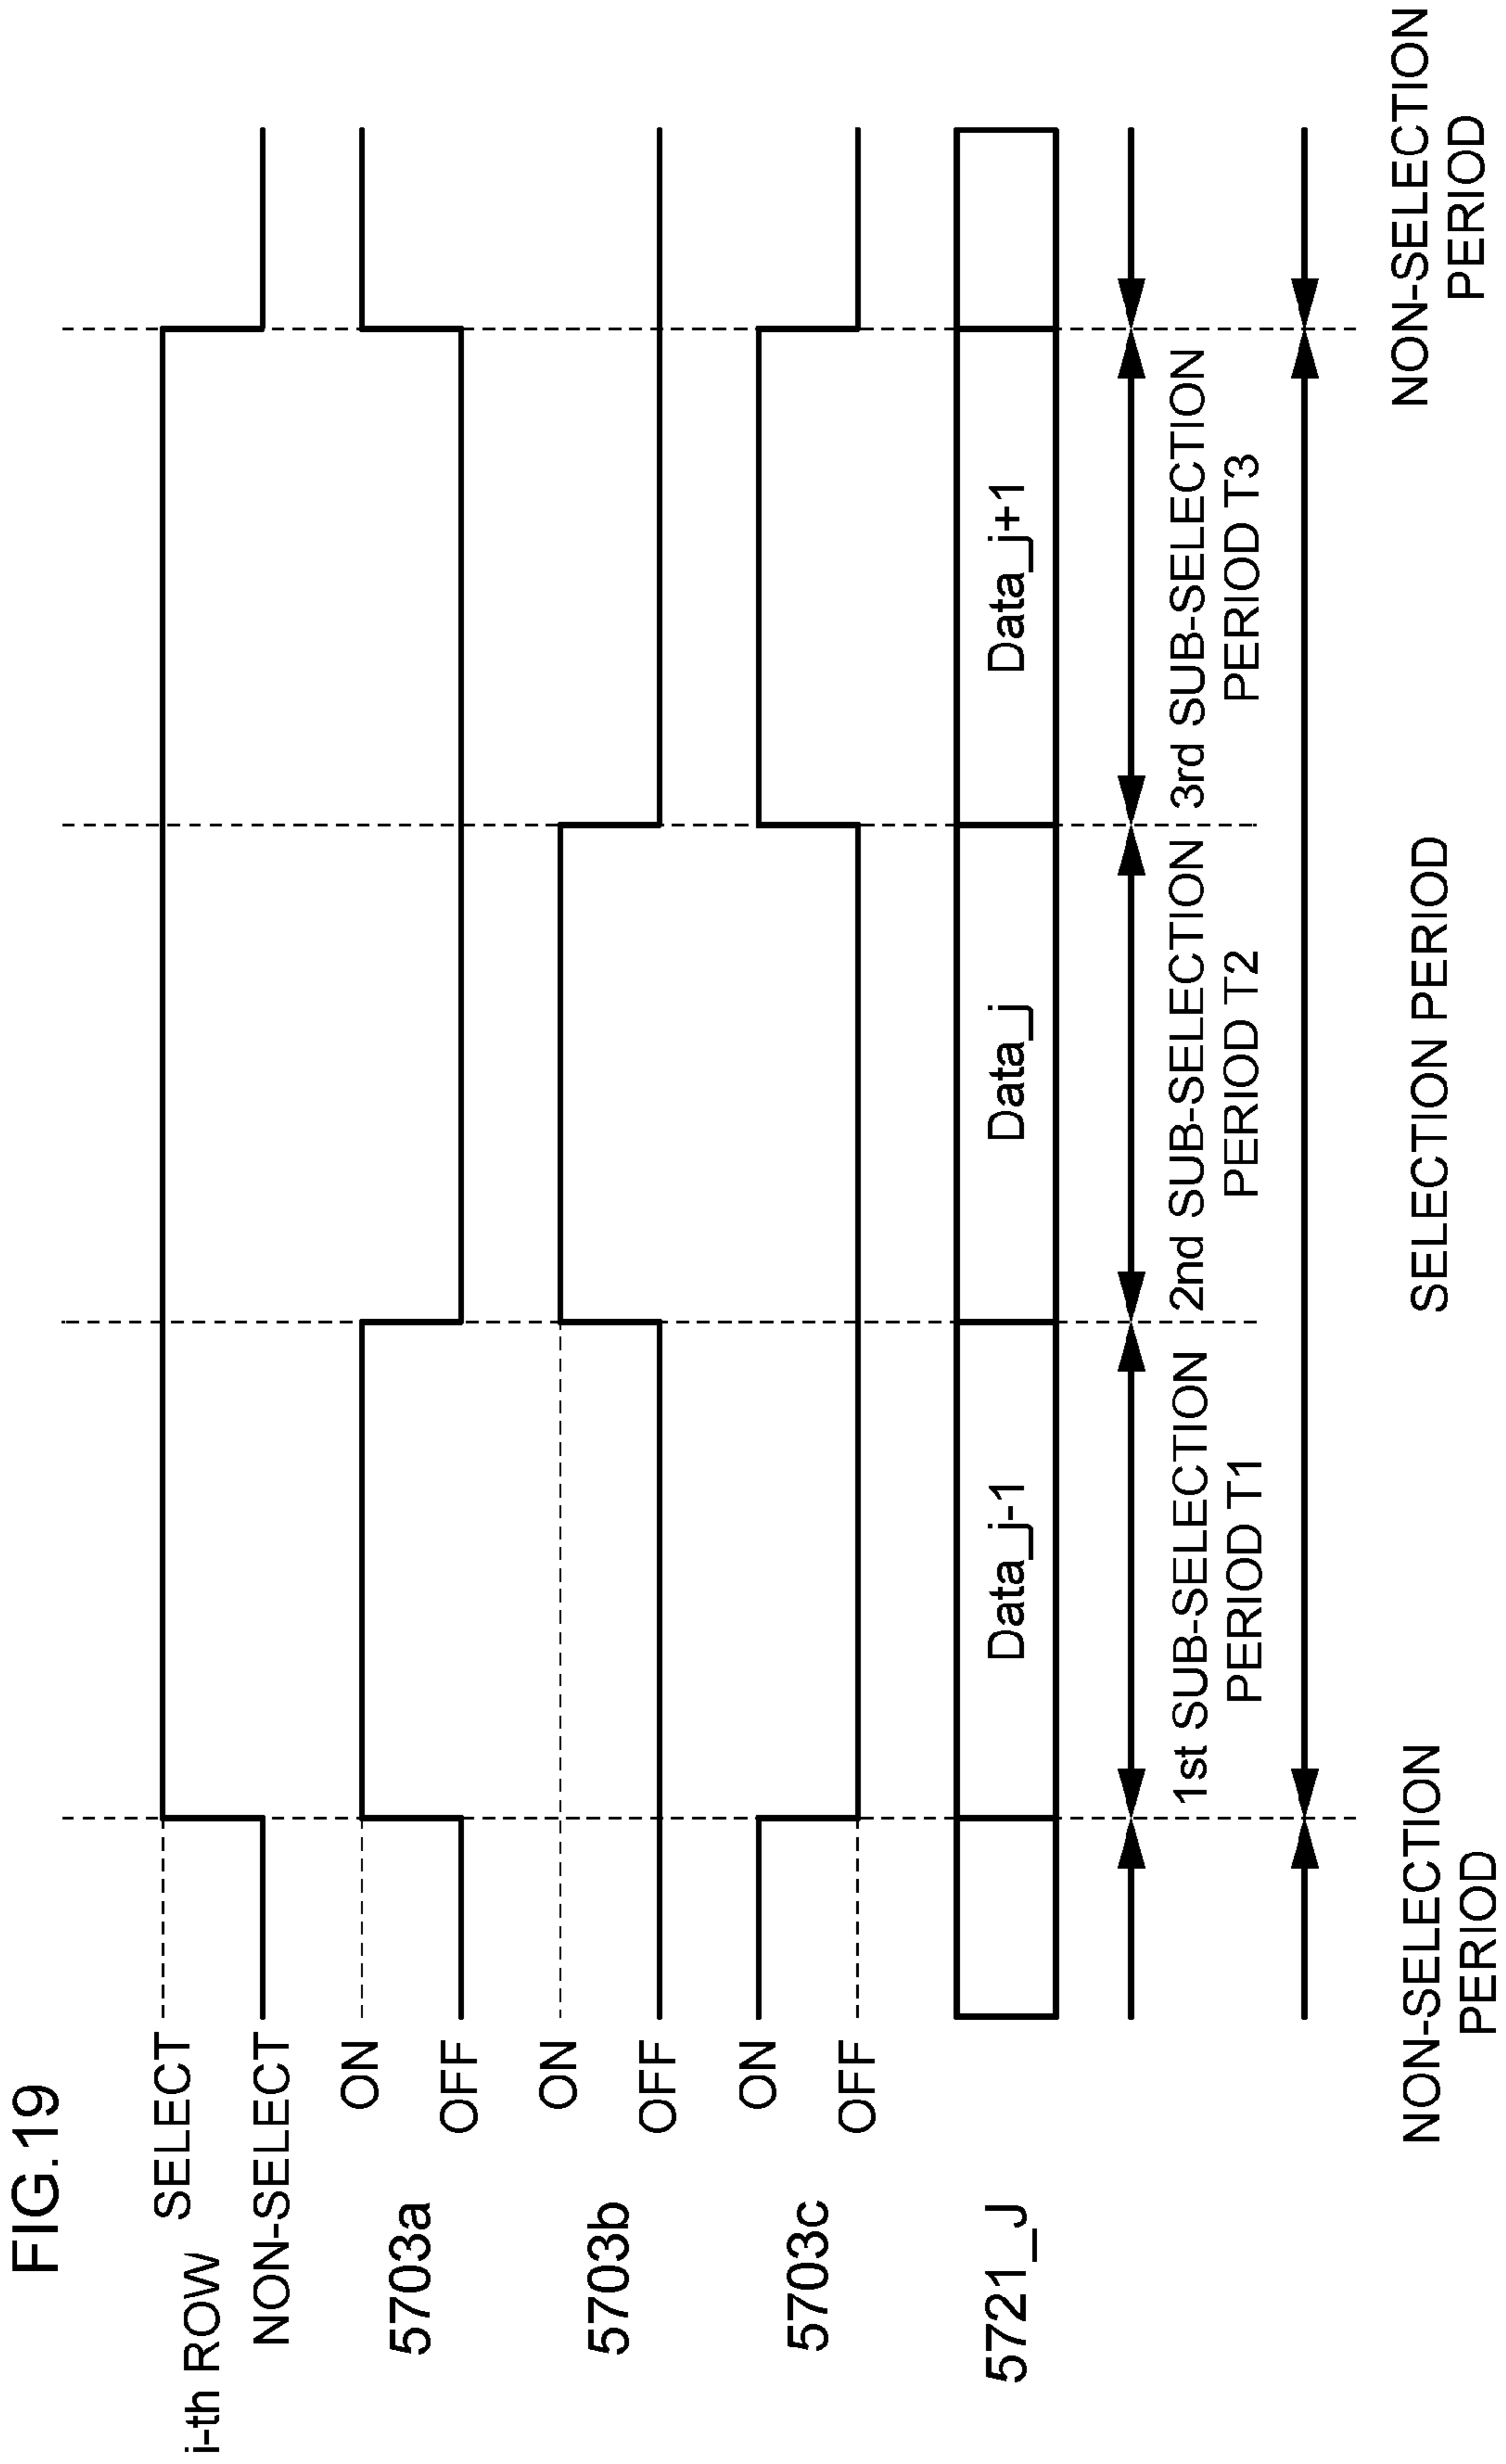 FIG.19
i-th ROW
SELECT
NON-SELECT
5703a
ON
OFF
5703b
ON
OFF
5703c
ON
OFF
5721_J
Data_j-1
Data_j
Data_j+1
1st SUB-SELECTION
PERIOD T1
2nd SUB-SELECTION
PERIOD T2
3rd SUB-SELECTION
PERIOD T3
NON-SELECTION
PERIOD
SELECTION PERIOD
NON-SELECTION
PERIOD